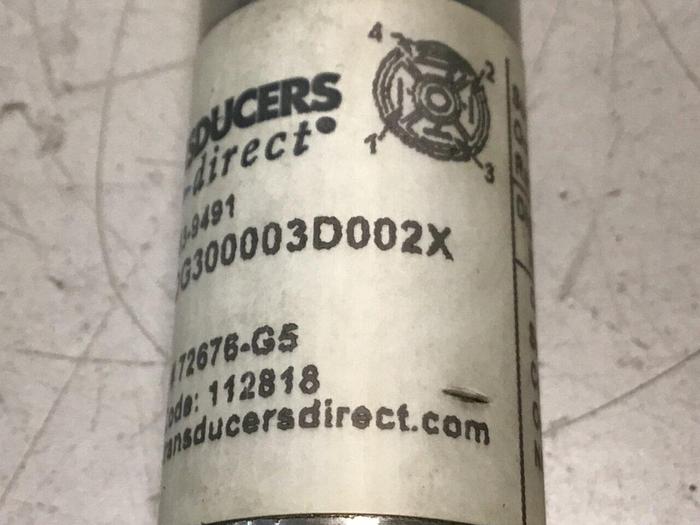 4 2
1 3
SDUCERS
direct
-9491
G300003D002X
72676-G5
ode: 112818
ansducersdirect.com